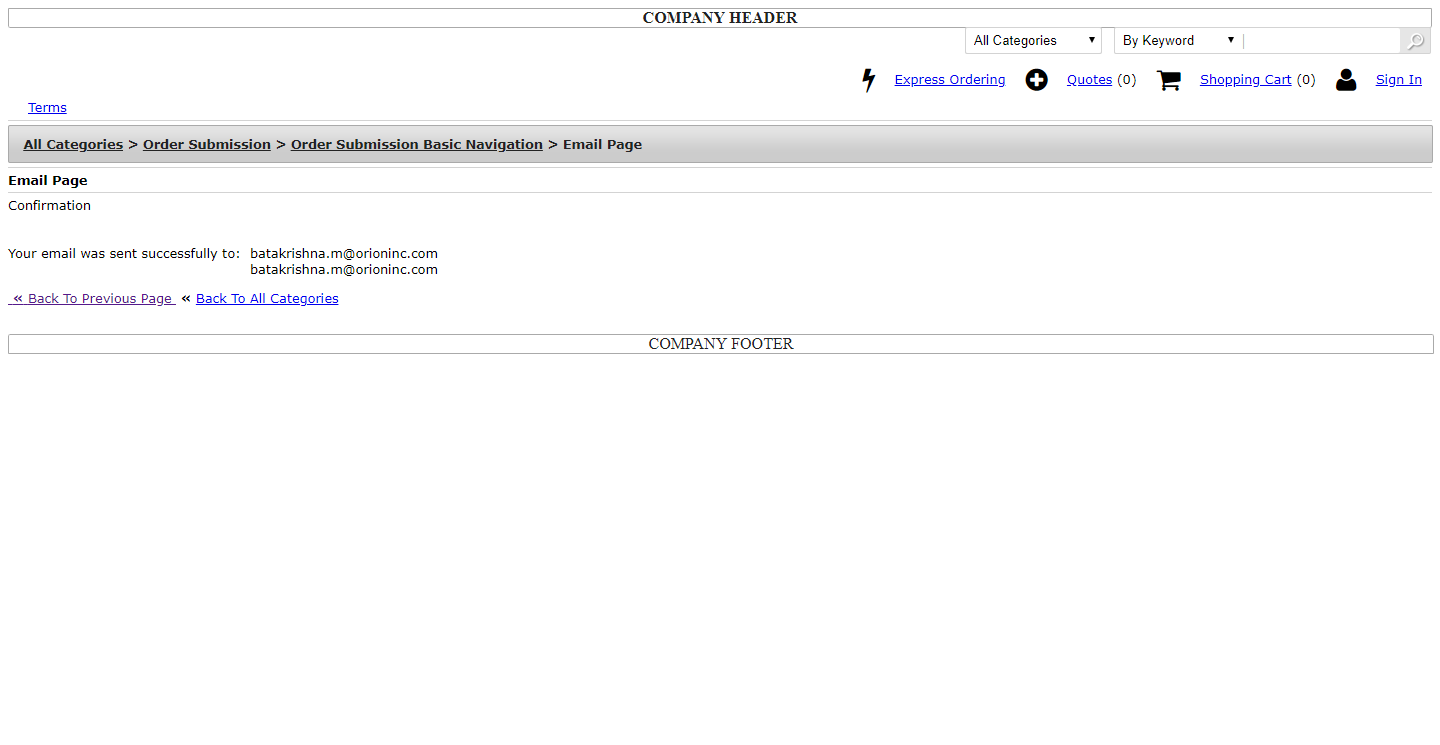 COMPANY HEADER
All Categories By Keyword
Express Ordering Quotes (0) Shopping Cart (0) Sign In
Terms
All Categories > Order Submission > Order Submission Basic Navigation > Email Page
Email Page
Confirmation
Your email was sent successfully to: batakrishna.m@orioninc.com
batakrishna.m@orioninc.com
« Back To Previous Page « Back To All Categories
COMPANY FOOTER